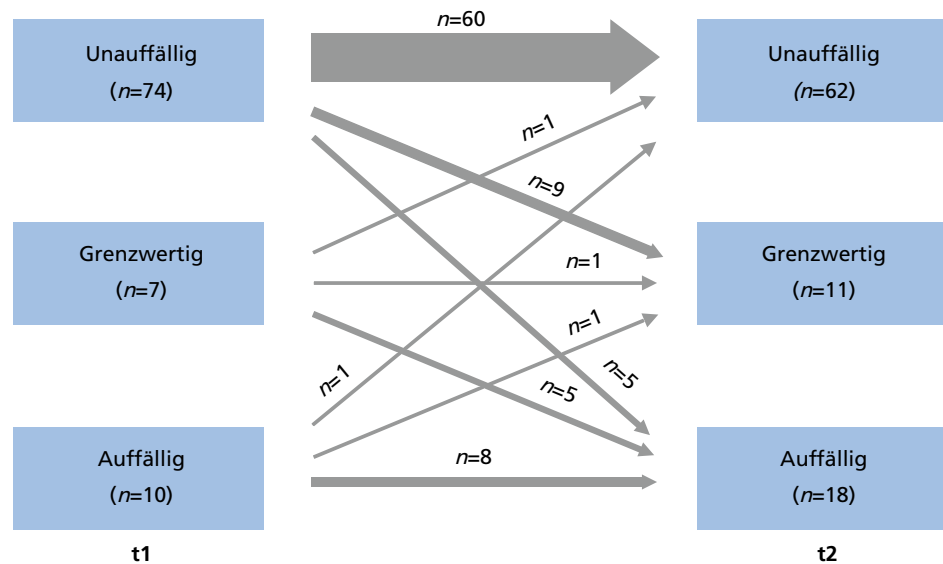 n=60
Unauffällig
(n=74)
Unauffällig
(n=62)
n=1
n=9
Grenzwertig
(n=7)
n=1
Grenzwertig
(n=11)
n=1
n=1
n=5
n=5
Auffällig
(n=10)
n=8
Auffällig
(n=18)
t1
t2